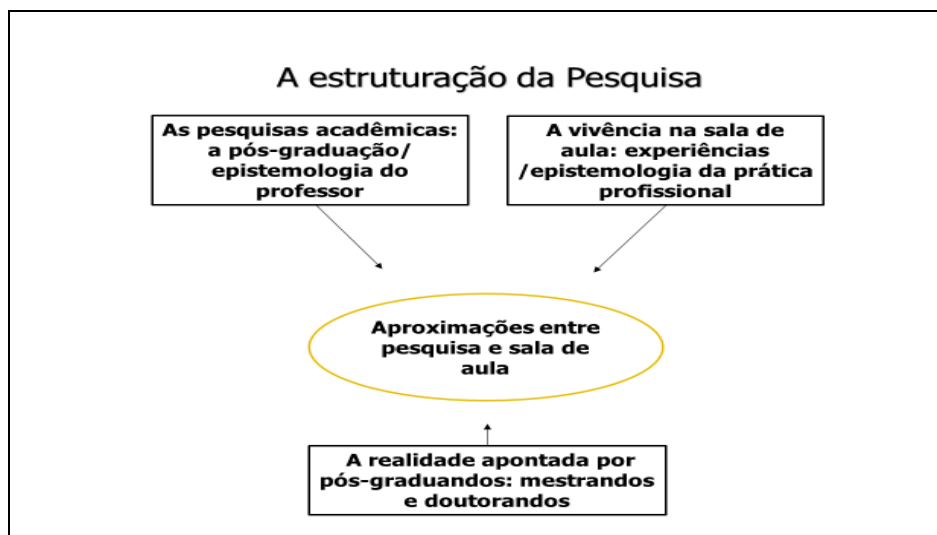 A estruturação da Pesquisa
As pesquisas acadêmicas:
a pós-graduação/
epistemologia do
professor
A vivência na sala de
aula: experiências
/epistemologia da prática
profissional
Aproximações entre
pesquisa e sala de
aula
A realidade apontada por
pós-graduandos: mestrandos
e doutorandos